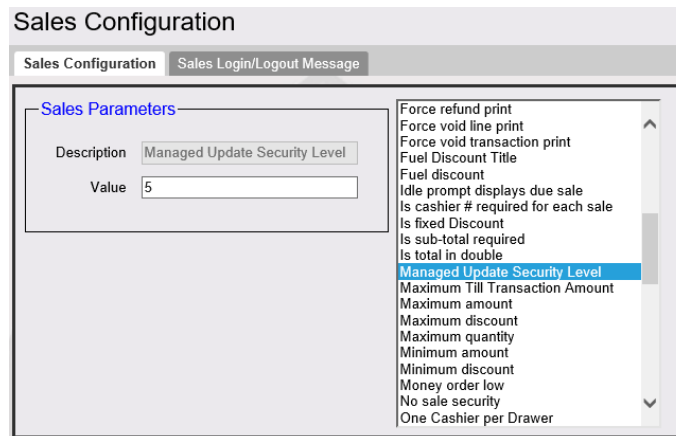 Sales Configuration
Sales Configuration
Sales Login/Logout Message
Sales Parameters
Description
Managed Update Security Level
Value
5
Force refund print
Force void line print
Force void transaction print
Fuel Discount Title
Fuel discount
Idle prompt displays due sale
Is cashier # required for each sale
Is fixed Discount
Is sub-total required
Is total in double
Managed Update Security Level
Maximum Till Transaction Amount
Maximum amount
Maximum discount
Maximum quantity
Minimum amount
Minimum discount
Money order low
No sale security
One Cashier per Drawer